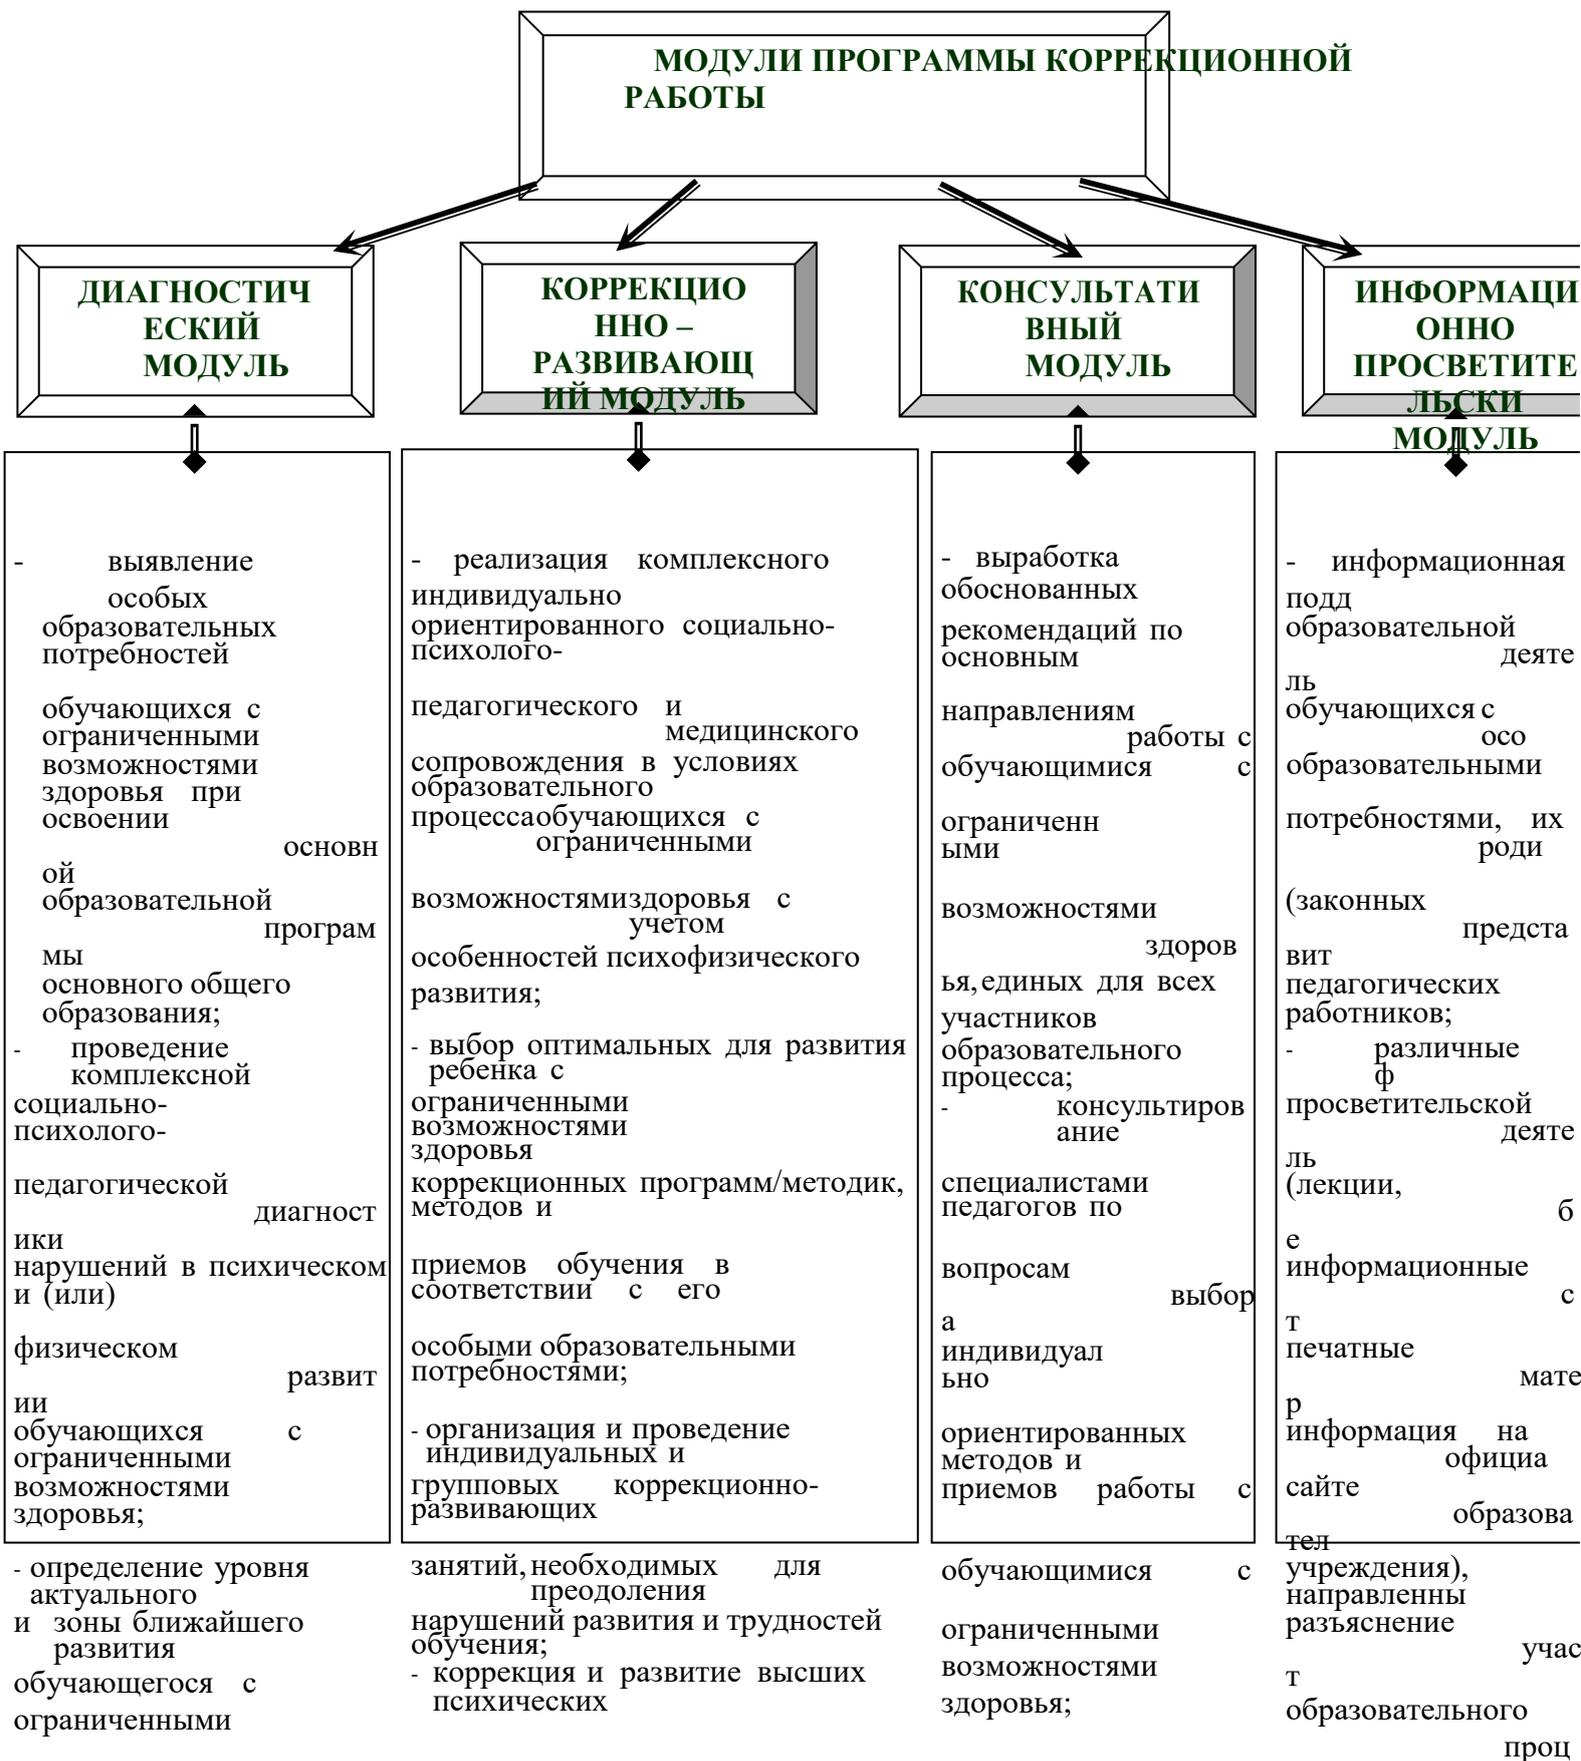 МОДУЛИ ПРОГРАММЫ КОРРЕКЦИОННОЙ
РАБОТЫ
ДИАГНОСТИЧ
ЕСКИЙ
МОДУЛЬ
КОРРЕКЦИО
ННО –
РАЗВИВАЮЩ
ИЙ МОДУЛЬ
КОНСУЛЬТАТИ
ВНЫЙ
МОДУЛЬ
ИНФОРМАЦИ
ОННО
ПРОСВЕТИТЕ
ЛЬСКИ
МОДУЛЬ
- выявление
особых
образовательных
потребностей
обучающихся с
ограниченными
возможностями
здоровья при
освоении
основн
ой
образовательной
програм
мы
основного общего
образования;
- проведение
комплексной
социально-
психолого-
педагогической
диагност
ики
нарушений в психическом
и (или)
физическом
развит
ии
обучающихся с
ограниченными
возможностями
здоровья;
- определение уровня
актуального
и зоны ближайшего
развития
обучающегося с
ограниченными
- реализация комплексного
индивидуально
ориентированного социально-
психолого-
педагогического и
медицинского
сопровождения в условиях
образовательного
процессаобучающихся с
ограниченными
возможностямиздоровья с
учетом
особенностей психофизического
развития;
- выбор оптимальных для развития
ребенка с
ограниченными
возможностями
здоровья
коррекционных программ/методик,
методов и
приемов обучения в
соответствии с его
особыми образовательными
потребностями;
- организация и проведение
индивидуальных и
групповых коррекционно-
развивающих
занятий, необходимых для
преодоления
нарушений развития и трудностей
обучения;
- коррекция и развитие высших
психических
- выработка
обоснованных
рекомендаций по
основным
направлениям
работы с
обучающимися с
ограниченн
ыми
возможностями
здоров
ья, единых для всех
участников
образовательного
процесса;
- консультиров
ание
специалистами
педагогов по
вопросам
выбор
а
индивидуал
ьно
ориентированных
методов и
приемов работы с
обучающимися с
ограниченными
возможностями
здоровья;
- информационная
подд
образовательной
деяте
ль
обучающихся с
осо
образовательными
потребностями, их
роди
(законных
предста
вит
педагогических
работников;
- различные
ф
просветительской
деяте
ль
(лекции,
б
е
информационные
с
т
печатные
мате
р
информация на
официа
сайте
образова
тел
учреждения),
направленны
разъяснение
учас
т
образовательного
проц